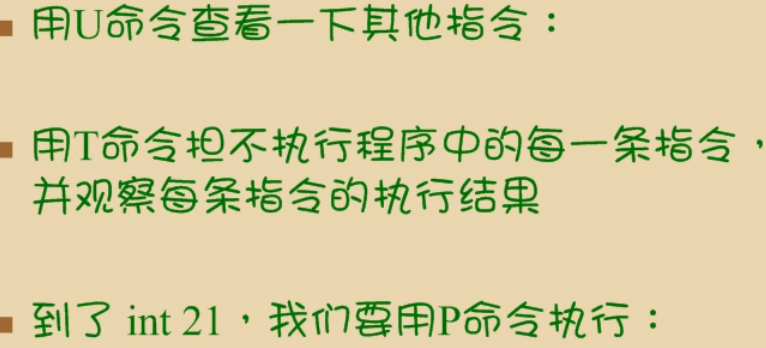 用U命令查看一下其他指令：
用T命令担不执行程序中的每一条指令，
并观察每条指令的执行结果
到了 int 21，我们要用P命令执行：